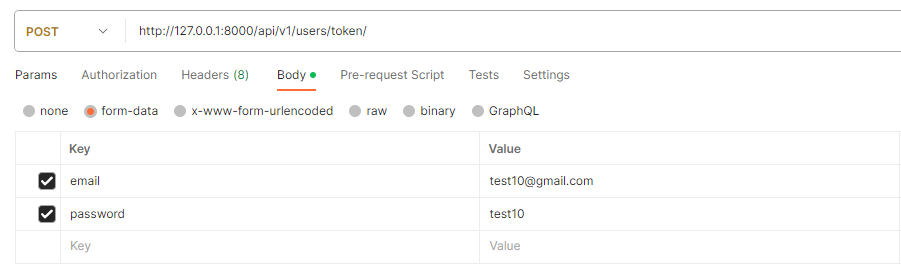 POST http://127.0.0.1:8000/api/v1/users/token/
Params Authorization Headers (8) Body Pre-request Script Tests Settings
none form-data x-www-form-urlencoded raw binary GraphQL
Key Value
email test10@gmail.com
password test10
Key Value